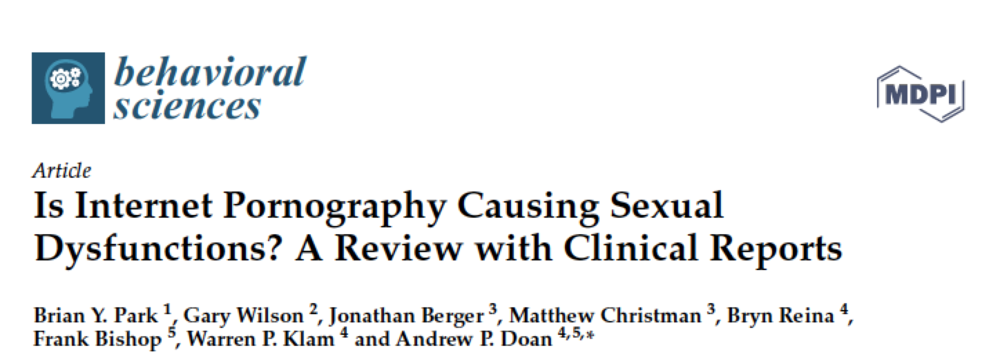 behavioral
sciences
MDPI
Article
Is Internet Pornography Causing Sexual
Dysfunctions? A Review with Clinical Reports
Brian Y. Park 1, Gary Wilson 2, Jonathan Berger 3, Matthew Christman 3, Bryn Reina 4,
Frank Bishop 5, Warren P. Klam 4 and Andrew P. Doan 4,5,*